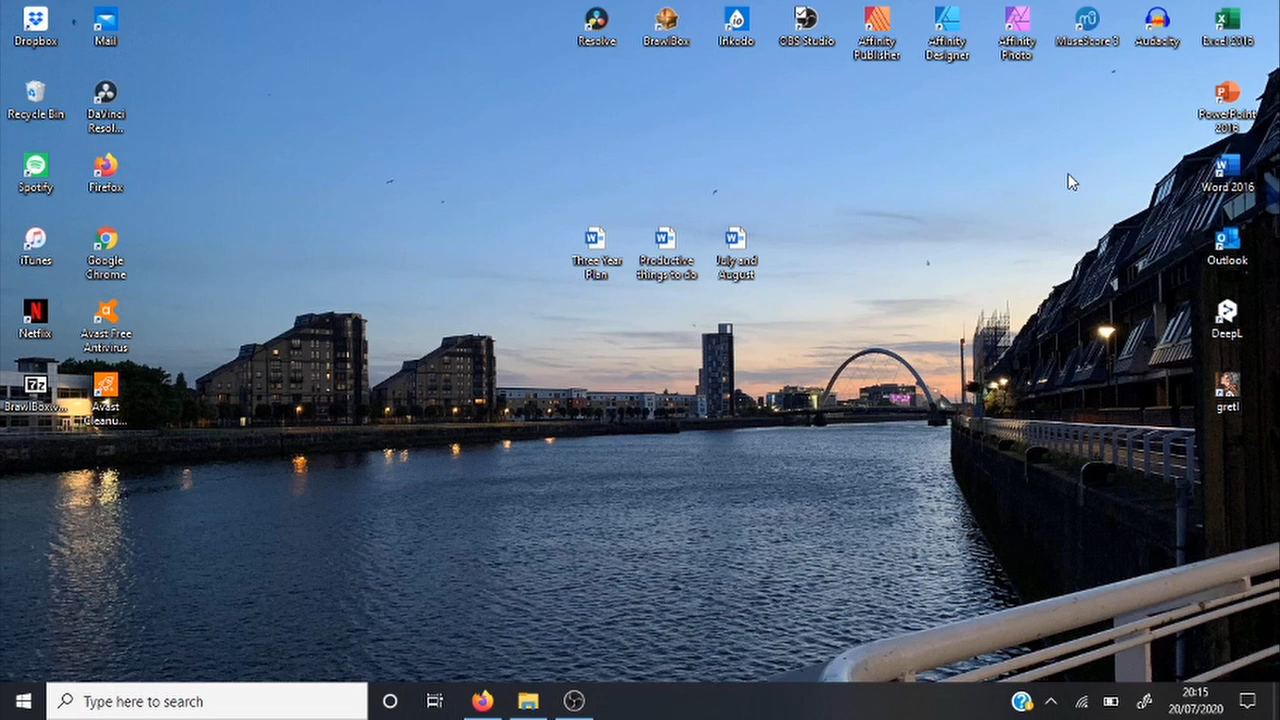 Dropbox
Mail
Resolve
BrawlBox
Inkodo
OBS Studio
Affinity
Publisher
Affinity
Designer
Affinity
Photo
MuseScore 3
Audacity
Excel 2016
Recycle Bin
DaVinci
Resol...
PowerPoint
2016
Spotify
Firefox
Word 2016
iTunes
Google
Chrome
Three Year
Plan
Productive
things to do
July and
August
Outlook
Netflix
Avast Free
Antivirus
DeepL
BrawlBox.v...
Avast
Cleanu...
gretl
Type here to search
20:15
20/07/2020